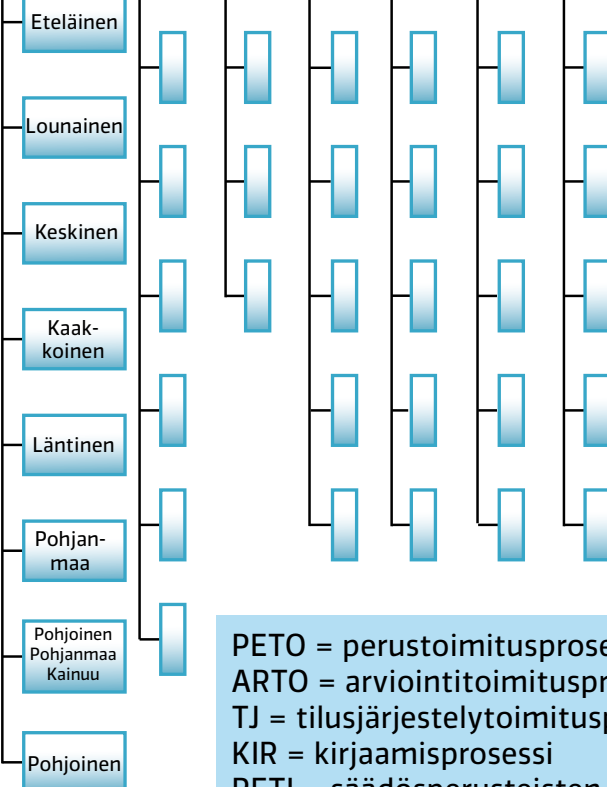 Eteläinen
Lounainen
Keskinen
Kaak-
koinen
Läntinen
Pohjan-
maa
Pohjoinen
Pohjanmaa
Kainuu
Pohjoinen
PETO = perustoimitusprose
ARTO = arviointitoimituspr
TJ = tilusjärjestelytoimitusp
KIR = kirjaamisprosessi